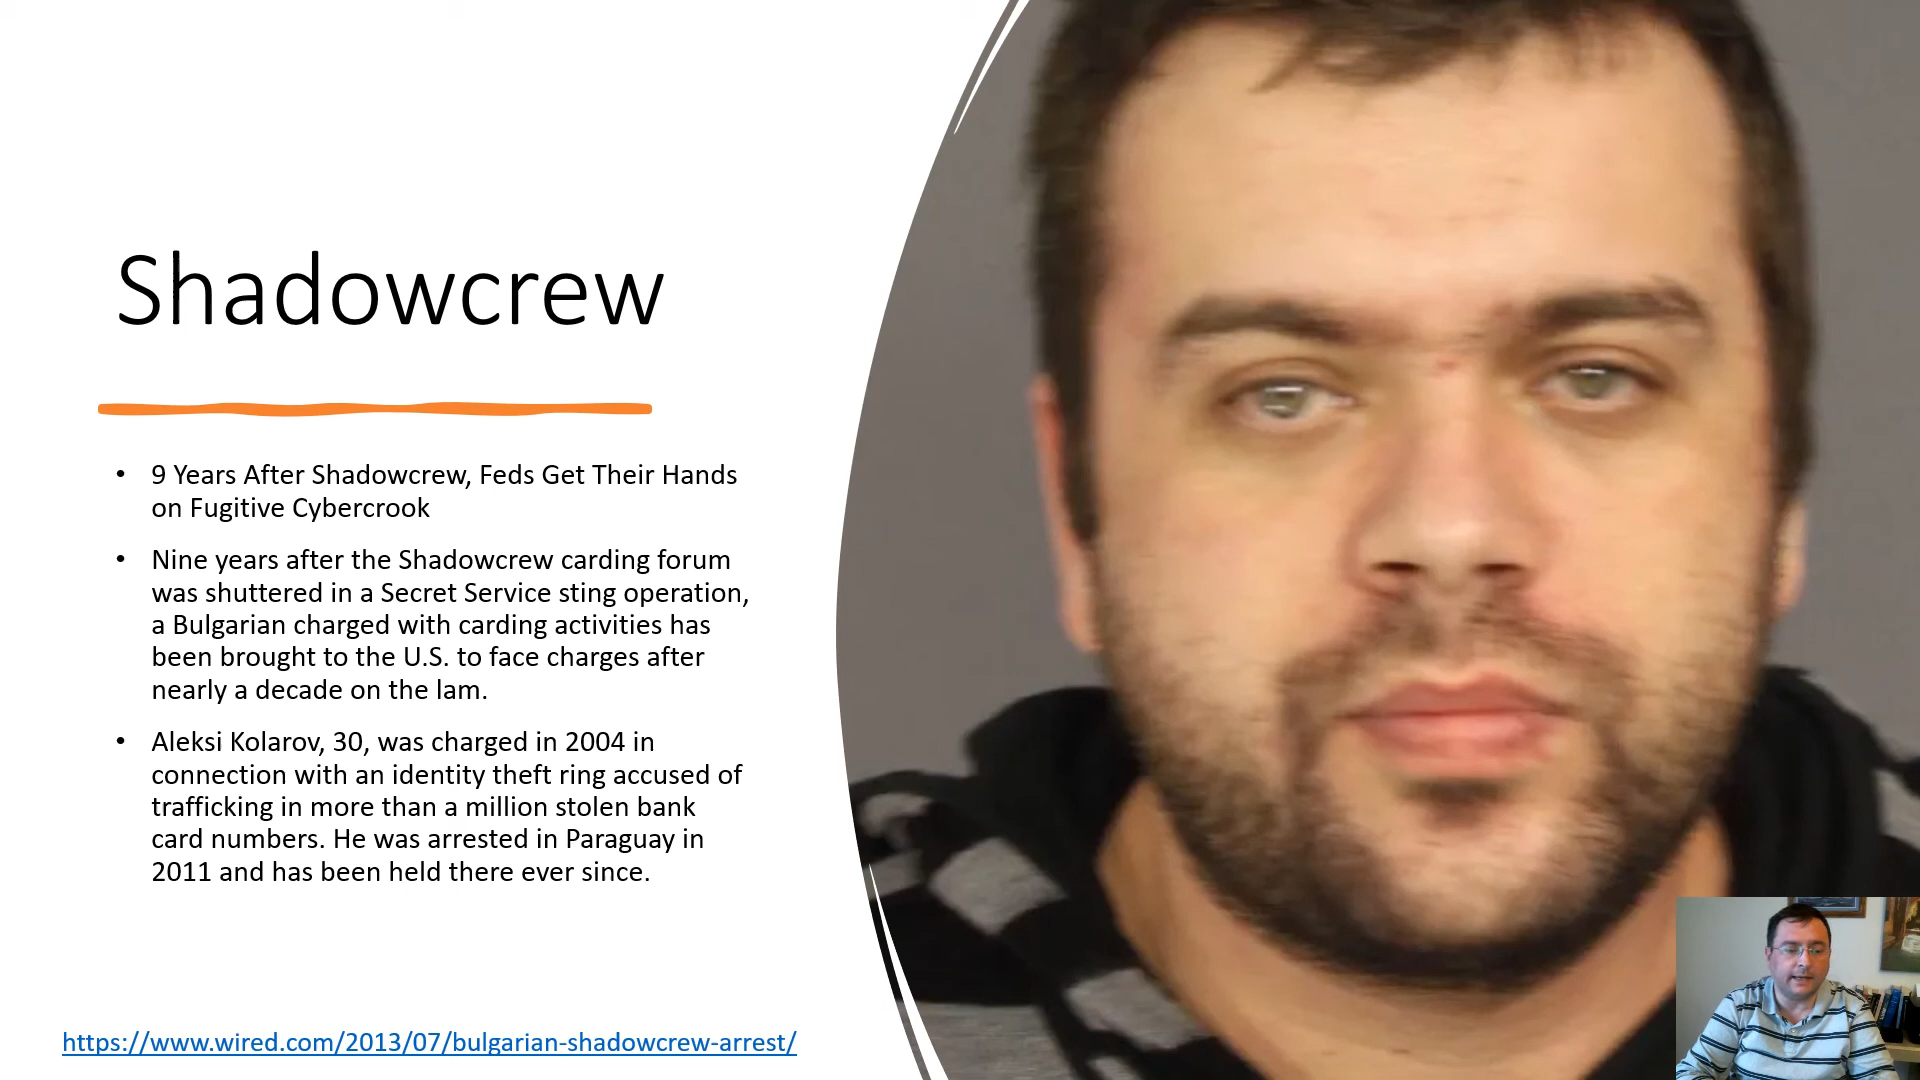 Shadowcrew
• 9 Years After Shadowcrew, Feds Get Their Hands
on Fugitive Cybercrook
• Nine years after the Shadowcrew carding forum
was shuttered in a Secret Service sting operation,
a Bulgarian charged with carding activities has
been brought to the U.S. to face charges after
nearly a decade on the lam.
• Aleksi Kolarov, 30, was charged in 2004 in
connection with an identity theft ring accused of
trafficking in more than a million stolen bank
card numbers. He was arrested in Paraguay in
2011 and has been held there ever since.
https://www.wired.com/2013/07/bulgarian-shadowcrew-arrest/